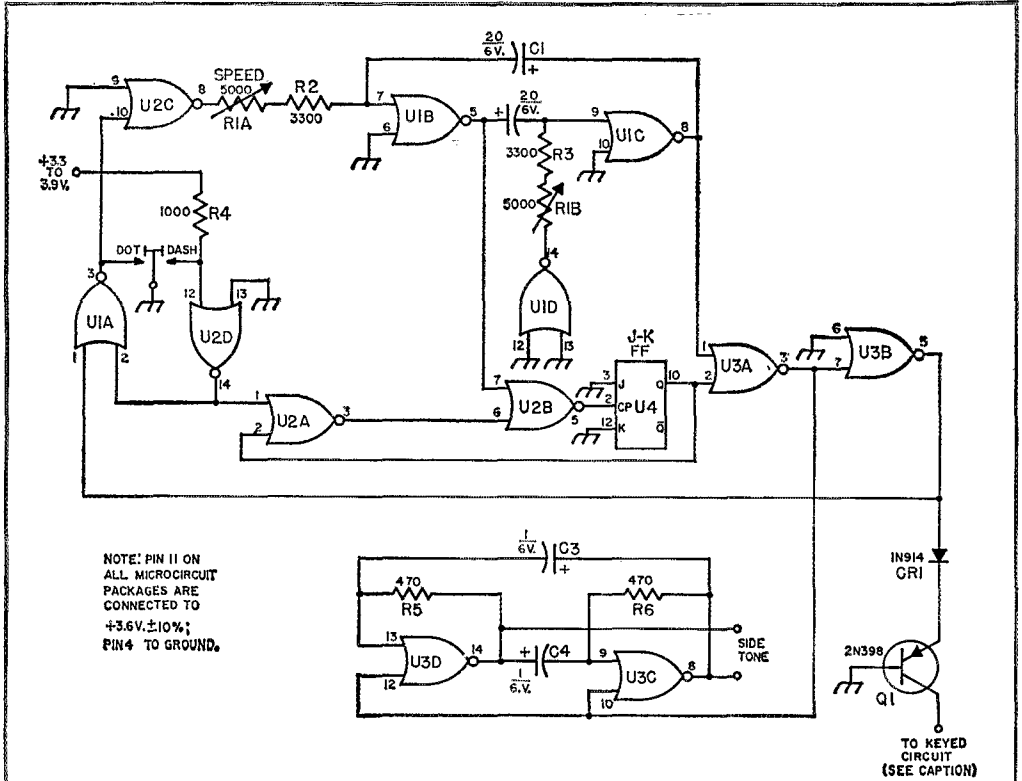 20
6V.
C1
+
9
10
U2C
8
SPEED
5000
R1A
R2
3300
7
6
U1B
5
+
20
6V.
9
10
U1C
8
3300
R3
5000
R1B
+3.3
TO
3.9V.
1000
R4
DOT
DASH
3
U1A
1
2
12
13
U2D
14
14
U1D
12
13
J-K
FF
3
J
Q
10
2
CP
U4
12
K
Q̅
1
2
U2A
3
7
6
U2B
5
1
2
U3A
3
6
7
U3B
5
NOTE: PIN 11 ON
ALL MICROCIRCUIT
PACKAGES ARE
CONNECTED TO
+3.6V.±10%;
PIN 4 TO GROUND.
1
6V.
C3
+
470
R5
470
R6
13
12
U3D
14
+
C4
1
6.V.
9
10
U3C
8
SIDE
TONE
1N914
CR1
2N398
Q1
TO KEYED
CIRCUIT
(SEE CAPTION)